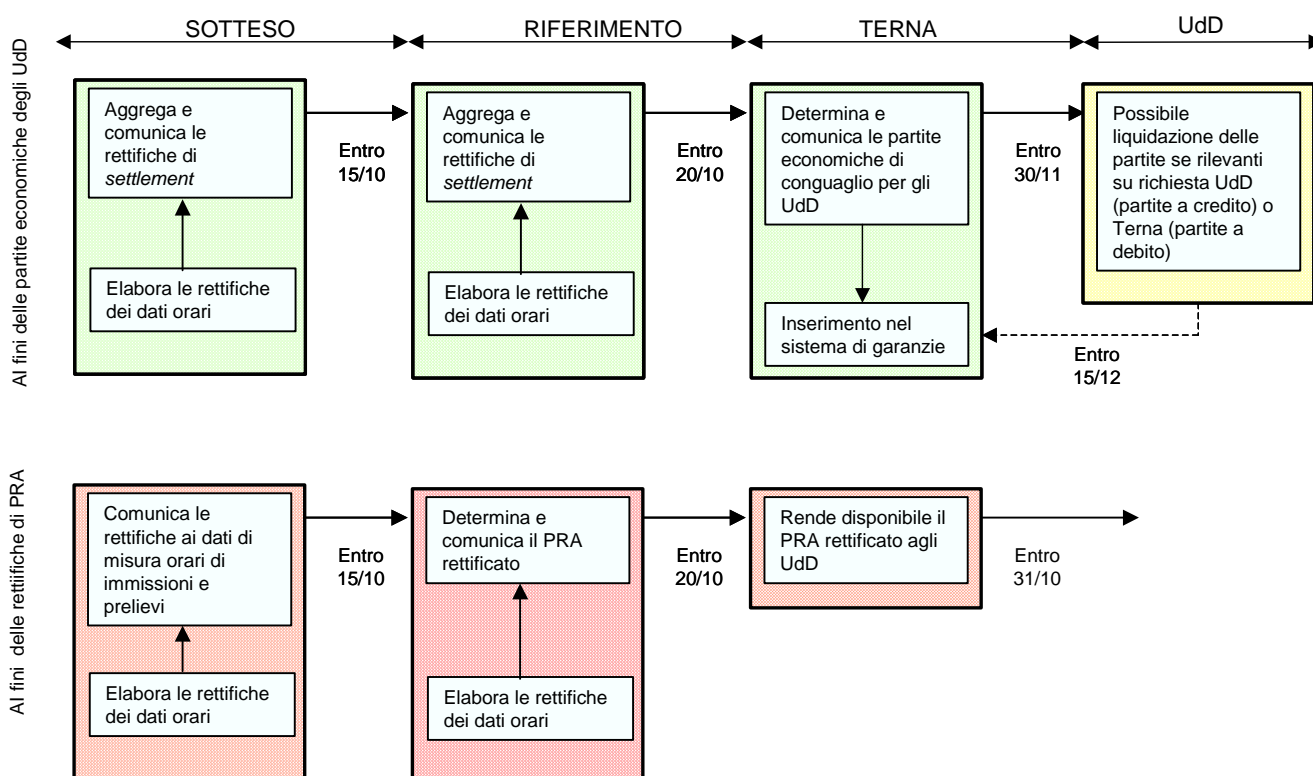 SOTTESO
RIFERIMENTO
TERNA
UdD
AI fini delle partite economiche degli UdD
Aggrega e
comunica le
rettifiche di
settlement
Elabora le rettifiche
dei dati orari
Entro
15/10
Aggrega e
comunica le
rettifiche di
settlement
Elabora le rettifiche
dei dati orari
Entro
20/10
Determina e
comunica le partite
economiche di
conguaglio per gli
UdD
Inserimento nel
sistema di garanzie
Entro
30/11
Possibile
liquidazione delle
partite se rilevanti
su richiesta UdD
(partite a credito) o
Terna (partite a
debito)
Entro
15/12
AI fini delle rettifiche di PRA
Comunica le
rettifiche ai dati di
misura orari di
immissioni e
prelievi
Elabora le rettifiche
dei dati orari
Entro
15/10
Determina e
comunica il PRA
rettificato
Elabora le rettifiche
dei dati orari
Entro
20/10
Rende disponibile il
PRA rettificato agli
UdD
Entro
31/10